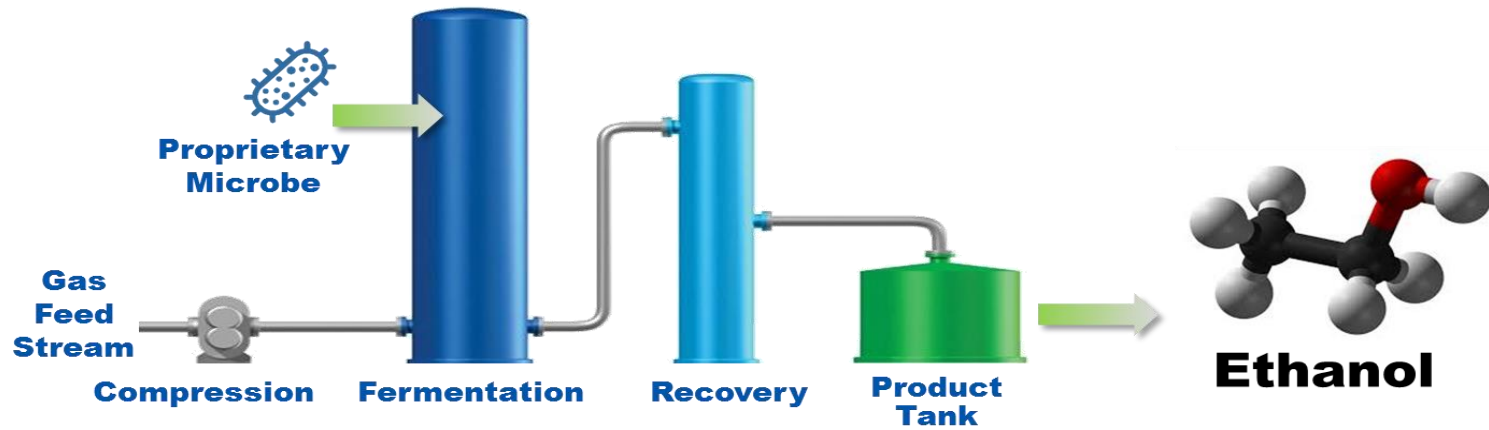 Proprietary
Microbe
Gas
Feed
Stream
Compression
Fermentation
Recovery
Product
Tank
Ethanol